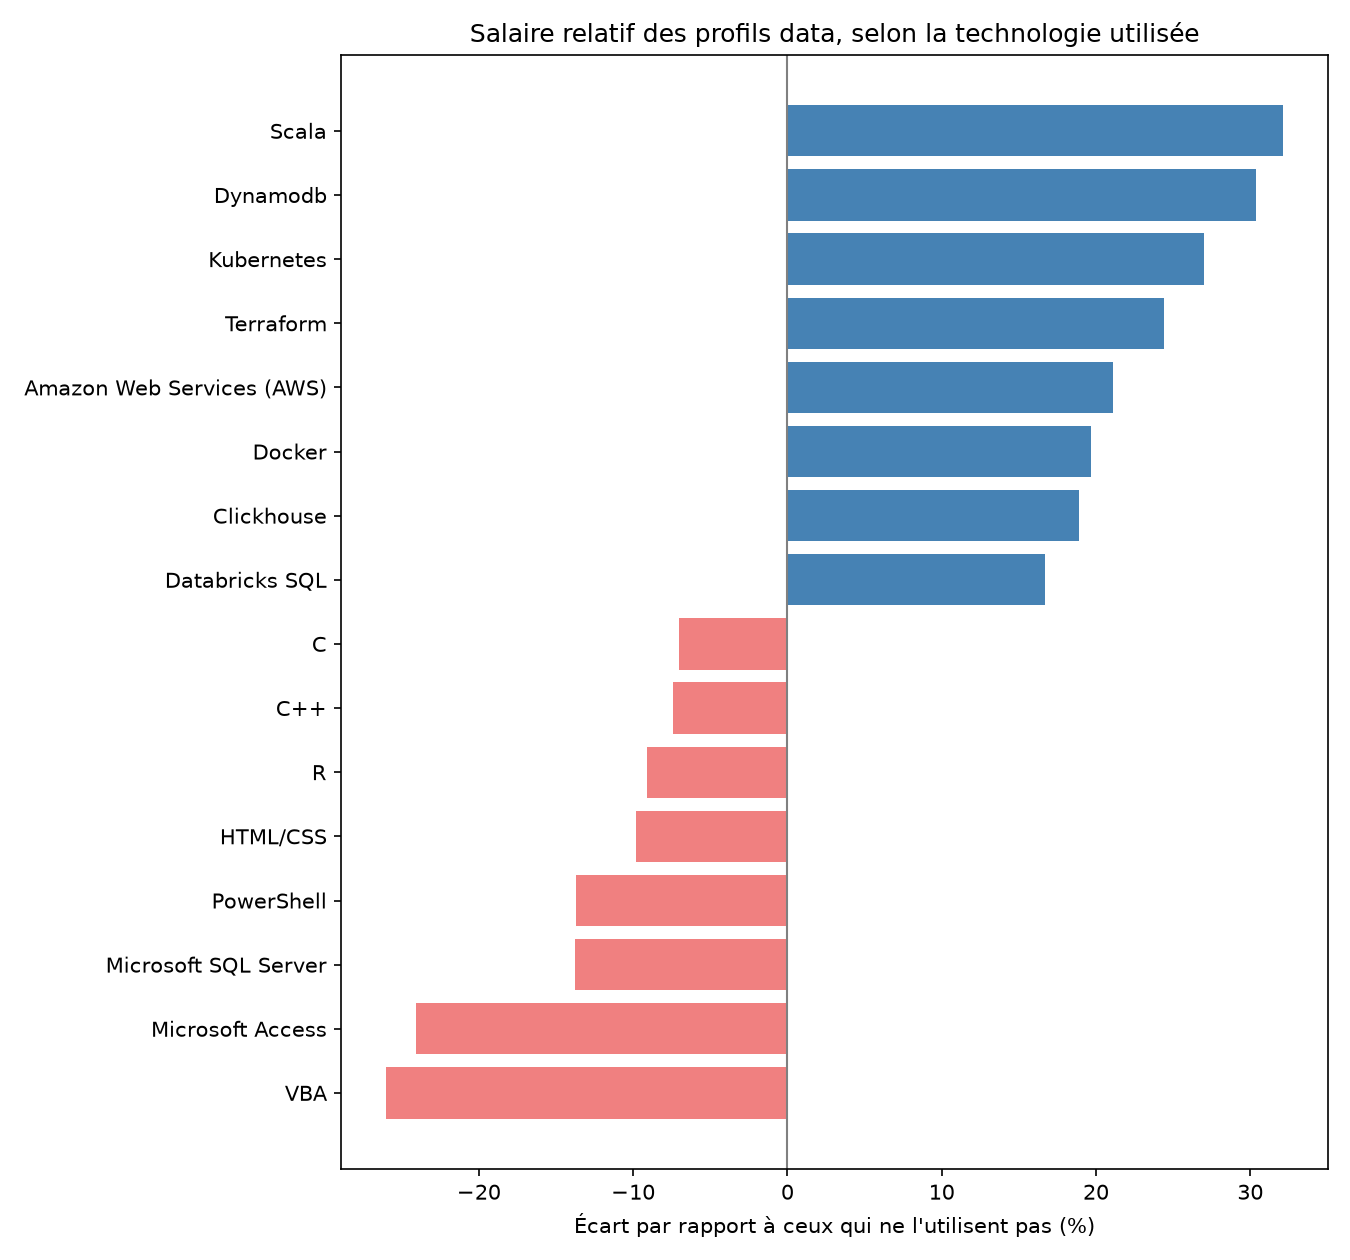 Salaire relatif des profils data, selon la technologie utilisée
Scala
Dynamodb
Kubernetes
Terraform
Amazon Web Services (AWS)
Docker
Clickhouse
Databricks SQL
C
C++
R
HTML/CSS
PowerShell
Microsoft SQL Server
Microsoft Access
VBA
−20 −10 0 10 20 30
Écart par rapport à ceux qui ne l'utilisent pas (%)